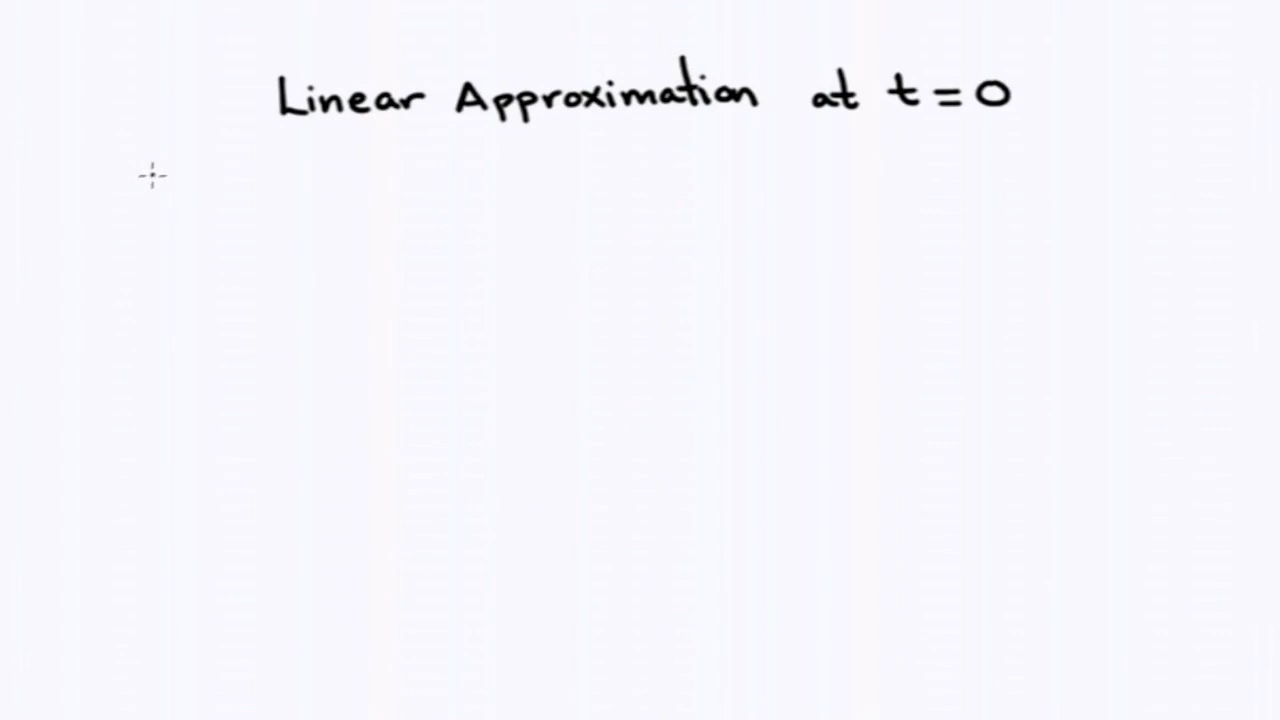 Linear Approximation at t = 0